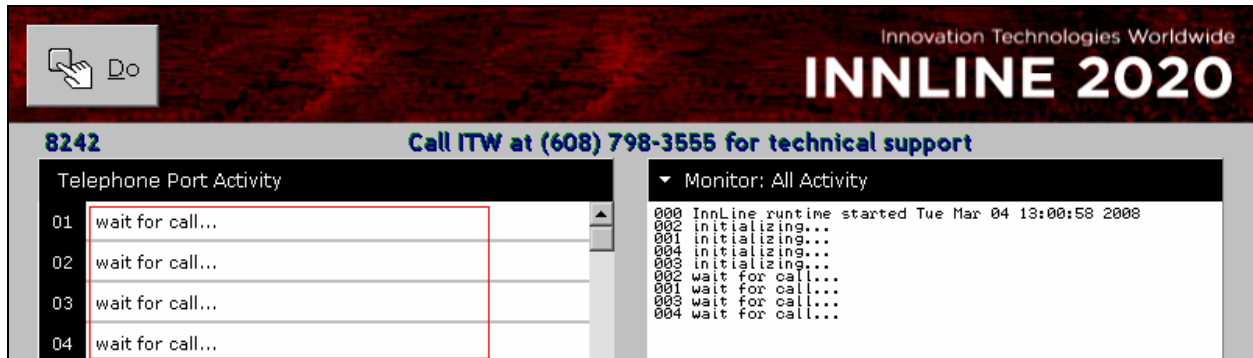 Do
Innovation Technologies Worldwide
INNLINE 2020
8242
Call ITW at (608) 798-3555 for technical support
Telephone Port Activity
01 wait for call...
02 wait for call...
03 wait for call...
04 wait for call...
Monitor: All Activity
000 InnLine runtime started Tue Mar 04 13:00:58 2008
002 initializing...
001 initializing...
004 initializing...
003 initializing...
002 wait for call...
001 wait for call...
003 wait for call...
004 wait for call...